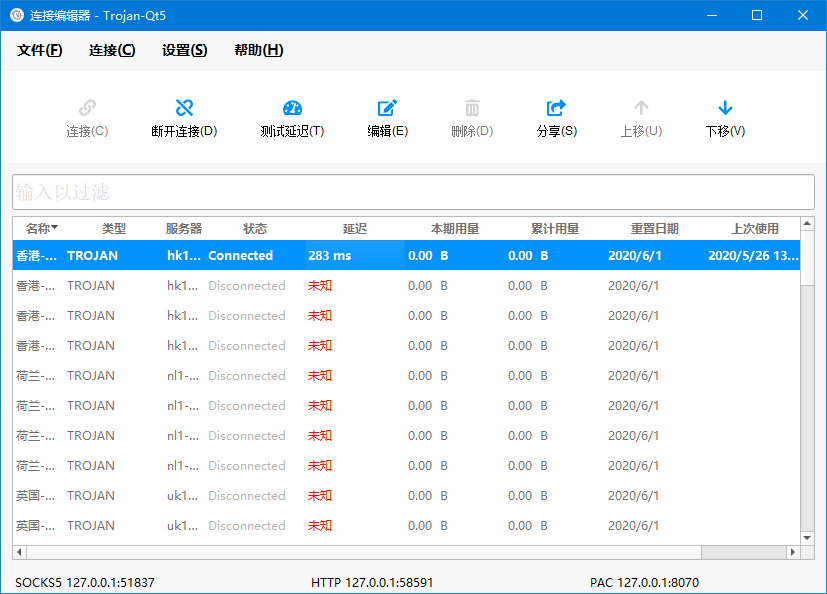 连接编辑器 - Trojan-Qt5
文件(F) 连接(C) 设置(S) 帮助(H)
连接(C) 断开连接(D) 测试延迟(T) 编辑(E) 删除(D) 分享(S) 上移(U) 下移(V)
输入以过滤
名称 类型 服务器 状态 延迟 本期用量 累计用量 重置日期 上次使用
香港-... TROJAN hk1... Connected 283 ms 0.00 B 0.00 B 2020/6/1 2020/5/26 13...
香港-... TROJAN hk1... Disconnected 未知 0.00 B 0.00 B 2020/6/1
香港-... TROJAN hk1... Disconnected 未知 0.00 B 0.00 B 2020/6/1
香港-... TROJAN hk1... Disconnected 未知 0.00 B 0.00 B 2020/6/1
荷兰-... TROJAN nl1-... Disconnected 未知 0.00 B 0.00 B 2020/6/1
荷兰-... TROJAN nl1-... Disconnected 未知 0.00 B 0.00 B 2020/6/1
荷兰-... TROJAN nl1-... Disconnected 未知 0.00 B 0.00 B 2020/6/1
荷兰-... TROJAN nl1-... Disconnected 未知 0.00 B 0.00 B 2020/6/1
英国-... TROJAN uk1... Disconnected 未知 0.00 B 0.00 B 2020/6/1
英国-... TROJAN uk1... Disconnected 未知 0.00 B 0.00 B 2020/6/1
SOCKS5 127.0.0.1:51837 HTTP 127.0.0.1:58591 PAC 127.0.0.1:8070